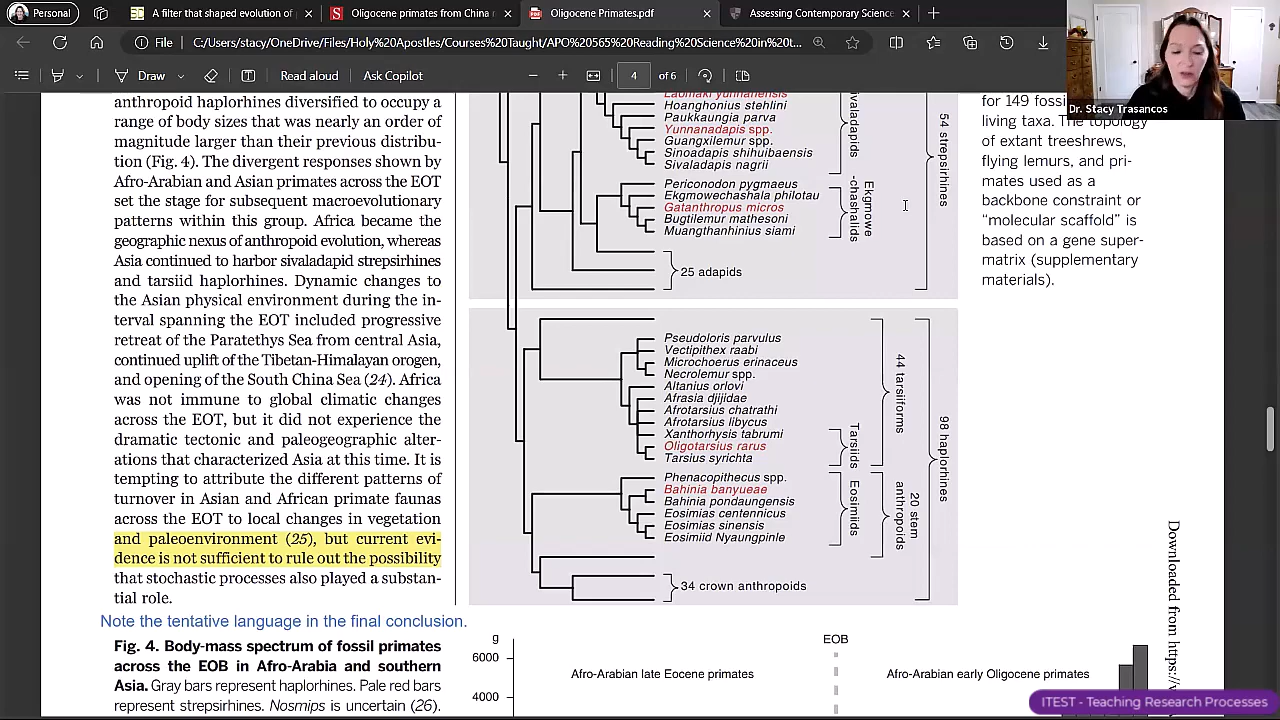 A filter that shaped evolution of p
Oligocene primates from China r
Oligocene Primates.pdf
Assessing Contemporary Science
File
C:/Users/stacy/OneDrive/Files/Holy%20Apostles/Courses%20Taught/APO%20565%20Reading%20Science%20in%20t...
Draw
Read aloud
Ask Copilot
4
of 6
Dr. Stacy Trasancos
anthropoid haplorhines diversified to occupy a
range of body sizes that was nearly an order of
magnitude larger than their previous distribu-
tion (Fig. 4). The divergent responses shown by
Afro-Arabian and Asian primates across the EOT
set the stage for subsequent macroevolutionary
patterns within this group. Africa became the
geographic nexus of anthropoid evolution, whereas
Asia continued to harbor sivaladapid strepsirhines
and tarsiid haplorhines. Dynamic changes to
the Asian physical environment during the in-
terval spanning the EOT included progressive
retreat of the Paratethys Sea from central Asia,
continued uplift of the Tibetan-Himalayan orogen,
and opening of the South China Sea (24). Africa
was not immune to global climatic changes
across the EOT, but it did not experience the
dramatic tectonic and paleogeographic alter-
ations that characterized Asia at this time. It is
tempting to attribute the different patterns of
turnover in Asian and African primate faunas
across the EOT to local changes in vegetation
and paleoenvironment (25), but current evi-
dence is not sufficient to rule out the possibility
that stochastic processes also played a substan-
tial role.
Note the tentative language in the final conclusion.
Fig. 4. Body-mass spectrum of fossil primates
across the EOB in Afro-Arabia and southern
Asia. Gray bars represent haplorhines. Pale red bars
represent strepsirhines. Nosmips is uncertain (26),
Laomaki yunnanensis
Hoanghonius stehlini
Paukkaungia parva
Yunnanadapis spp.
Guangxilemur spp.
Sinoadapis shihuibaensis
Sivaladapis nagrii
Periconodon pygmaeus
Ekgmowechashala philotau
Gatanthropus micros
Bugtilemur mathesoni
Muangthanhinius siami
25 adapids
ivaladapids
Ekgmowe
-chashalids
54 strepsirhines
Pseudoloris parvulus
Vectipithex raabi
Microchoerus erinaceus
Necrolemur spp.
Altanius orlovi
Afrasia djijidae
Afrotarsius chatrathi
Afrotarsius libycus
Xanthorhysis tabrumi
Oligotarsius rarus
Tarsius syrichta
Phenacopithecus spp.
Bahinia banyueae
Bahinia pondaungensis
Eosimias centennicus
Eosimias sinensis
Eosimiid Nyaungpinle
34 crown anthropoids
Tarsiids
Eosimiids
44 tarsiiforms
20 stem
anthropoids
98 haplorhines
for 149 fossi
living taxa. The topology
of extant treeshrews,
flying lemurs, and pri-
mates used as a
backbone constraint or
“molecular scaffold” is
based on a gene super-
matrix (supplementary
materials).
g
6000
4000
EOB
Afro-Arabian late Eocene primates
Afro-Arabian early Oligocene primates
Downloaded from https://w
ITEST - Teaching Research Processes